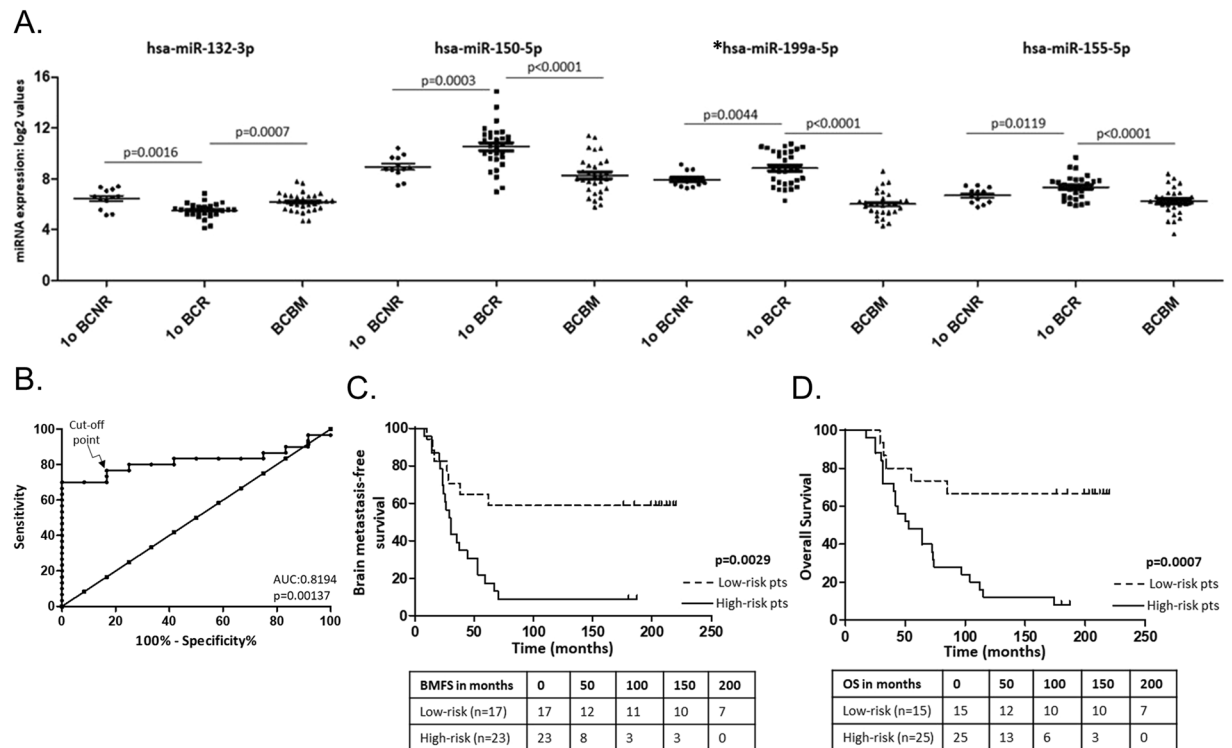 A.
hsa-miR-132-3p hsa-miR-150-5p *hsa-miR-199a-5p hsa-miR-155-5p
miRNA expression: log2 values
16
12
8
4
0
p=0.0016 p=0.0007 p=0.0003 p<0.0001 p=0.0044 p<0.0001 p=0.0119 p<0.0001
1o BCNR 1o BCR BCBM 1o BCNR 1o BCR BCBM 1o BCNR 1o BCR BCBM 1o BCNR 1o BCR BCBM
B.
Sensitivity
100
80
60
40
20
0
Cut-off
point
AUC:0.8194
p=0.00137
0 20 40 60 80 100
100% - Specificity%
C.
Brain metastasis-free
survival
100
80
60
40
20
0
p=0.0029
Low-risk pts
High-risk pts
0 50 100 150 200 250
Time (months)
BMFS in months 0 50 100 150 200
Low-risk (n=17) 17 12 11 10 7
High-risk (n=23) 23 8 3 3 0
D.
Overall Survival
100
80
60
40
20
0
p=0.0007
Low-risk pts
High-risk pts
0 50 100 150 200 250
Time (months)
OS in months 0 50 100 150 200
Low-risk (n=15) 15 12 10 10 7
High-risk (n=25) 25 13 6 3 0